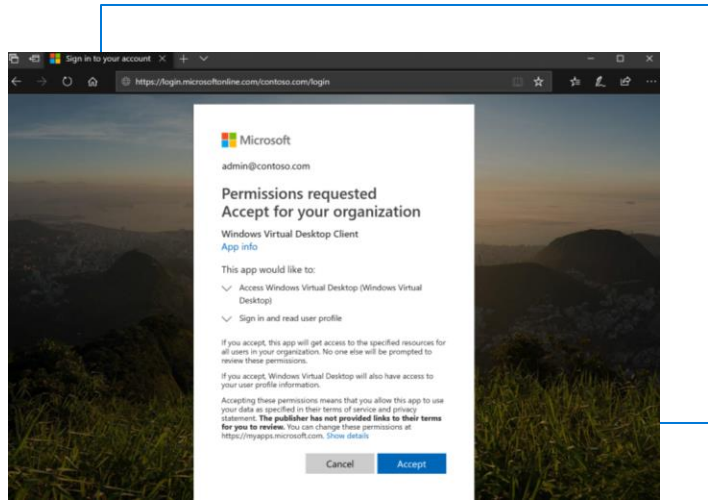 Sign in to your account
https://login.microsoftonline.com/contoso.com/login
Microsoft
admin@contoso.com
Permissions requested
Accept for your organization
Windows Virtual Desktop Client
App info
This app would like to:
Access Windows Virtual Desktop (Windows Virtual
Desktop)
Sign in and read user profile
If you accept, this app will get access to the specified resources for
all users in your organization. No one else will be prompted to
review these permissions.
If you accept, Windows Virtual Desktop will also have access to
your user profile information.
Accepting these permissions means that you allow this app to use
your data as specified in their terms of service and privacy
statement. The publisher has not provided links to their terms
for you to review. You can change these permissions at
https://myapps.microsoft.com. Show details
Cancel Accept